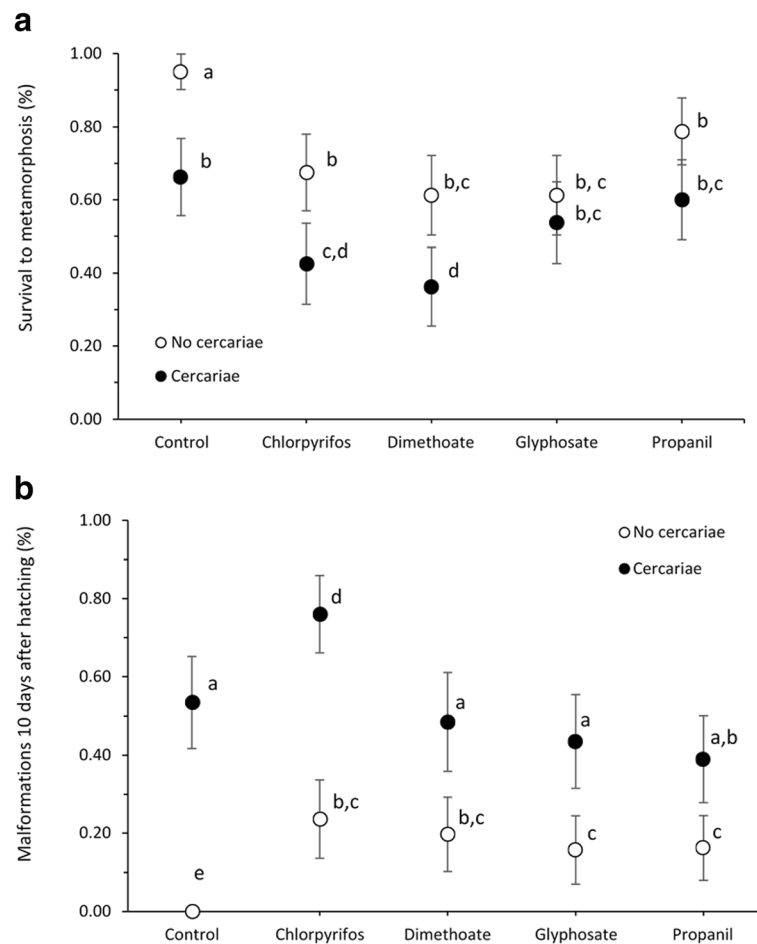 a
Survival to metamorphosis (%)
1.00
0.80
0.60
0.40
0.20
0.00
a
b
b
c,d
b,c
d
b, c
b,c
b
b,c
No cercariae
Cercariae
Control Chlorpyrifos Dimethoate Glyphosate Propanil
b
Malformations 10 days after hatching (%)
1.00
0.80
0.60
0.40
0.20
0.00
No cercariae
Cercariae
a
e
d
b,c
a
b,c
a
c
a,b
c
Control Chlorpyrifos Dimethoate Glyphosate Propanil